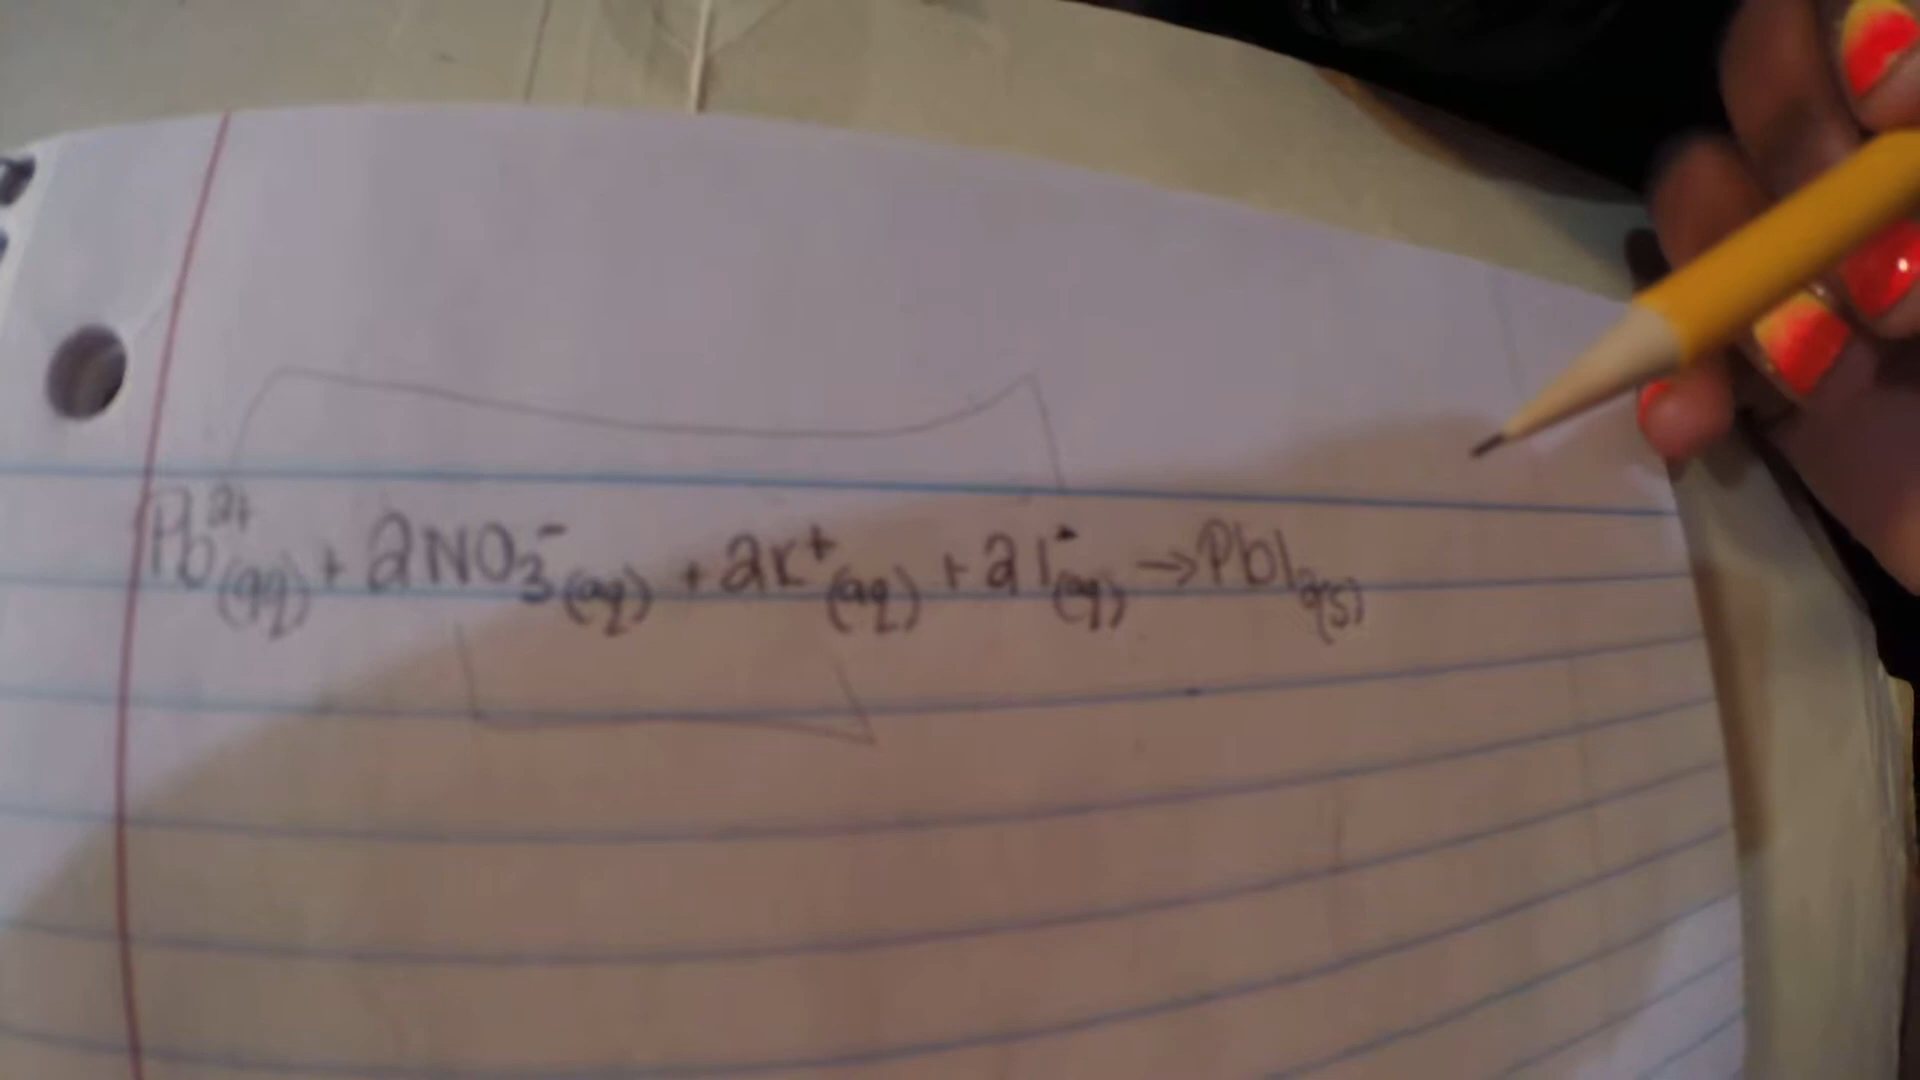 Pb²⁺(aq) + 2NO₃⁻(aq) + 2K⁺(aq) + 2I⁻(aq) → PbI₂(s)